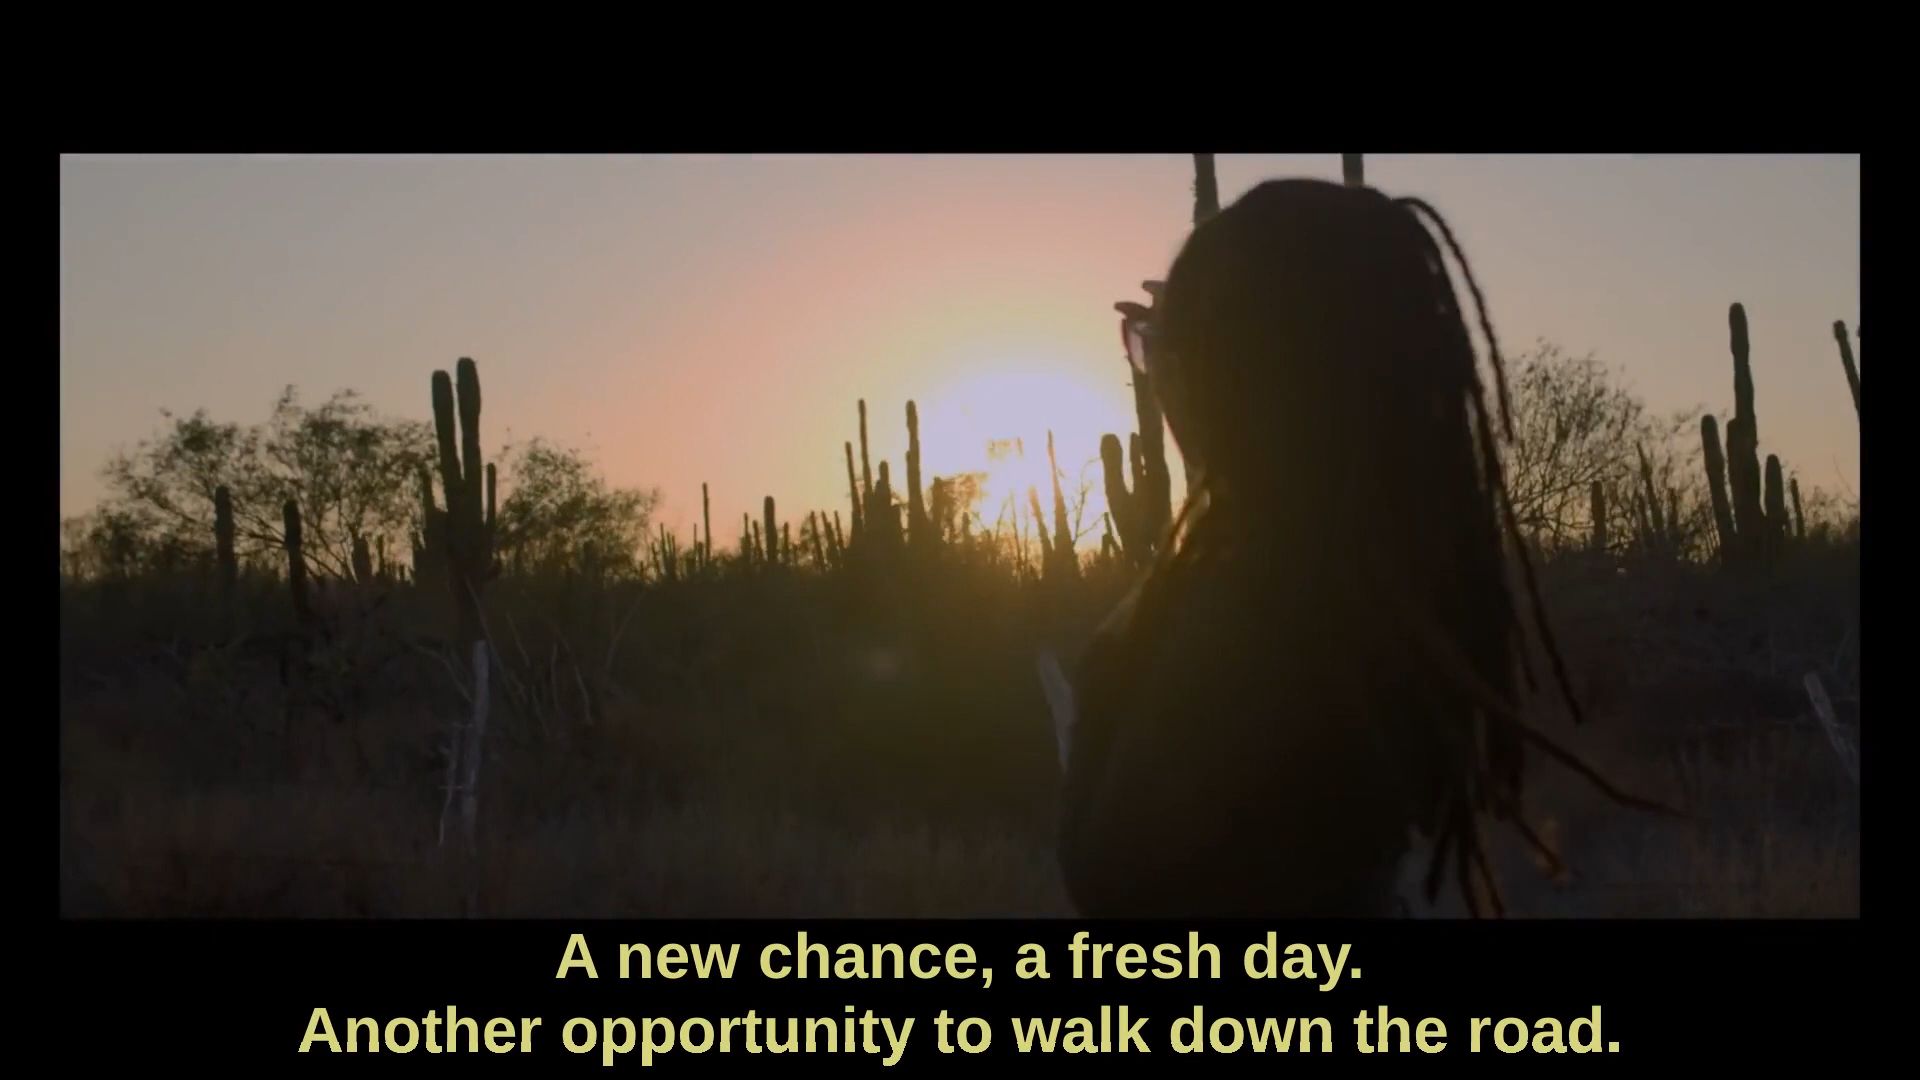 A new chance, a fresh day.
Another opportunity to walk down the road.